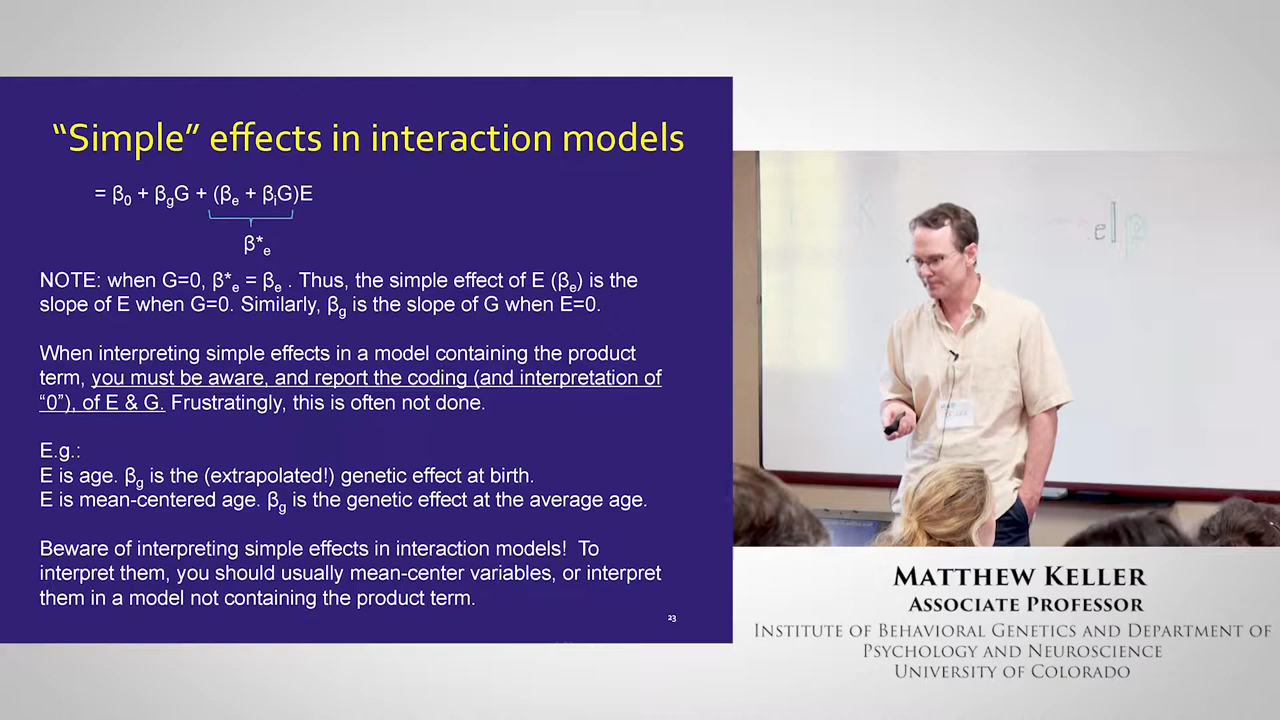 “Simple” effects in interaction models
= β0 + βgG + (βe + βiG)E
β*e
NOTE: when G=0, β*e = βe . Thus, the simple effect of E (βe) is the
slope of E when G=0. Similarly, βg is the slope of G when E=0.
When interpreting simple effects in a model containing the product
term, you must be aware, and report the coding (and interpretation of
“0”), of E & G. Frustratingly, this is often not done.
E.g.:
E is age. βg is the (extrapolated!) genetic effect at birth.
E is mean-centered age. βg is the genetic effect at the average age.
Beware of interpreting simple effects in interaction models! To
interpret them, you should usually mean-center variables, or interpret
them in a model not containing the product term.
23
MATTHEW KELLER
ASSOCIATE PROFESSOR
INSTITUTE OF BEHAVIORAL GENETICS AND DEPARTMENT OF
PSYCHOLOGY AND NEUROSCIENCE
UNIVERSITY OF COLORADO